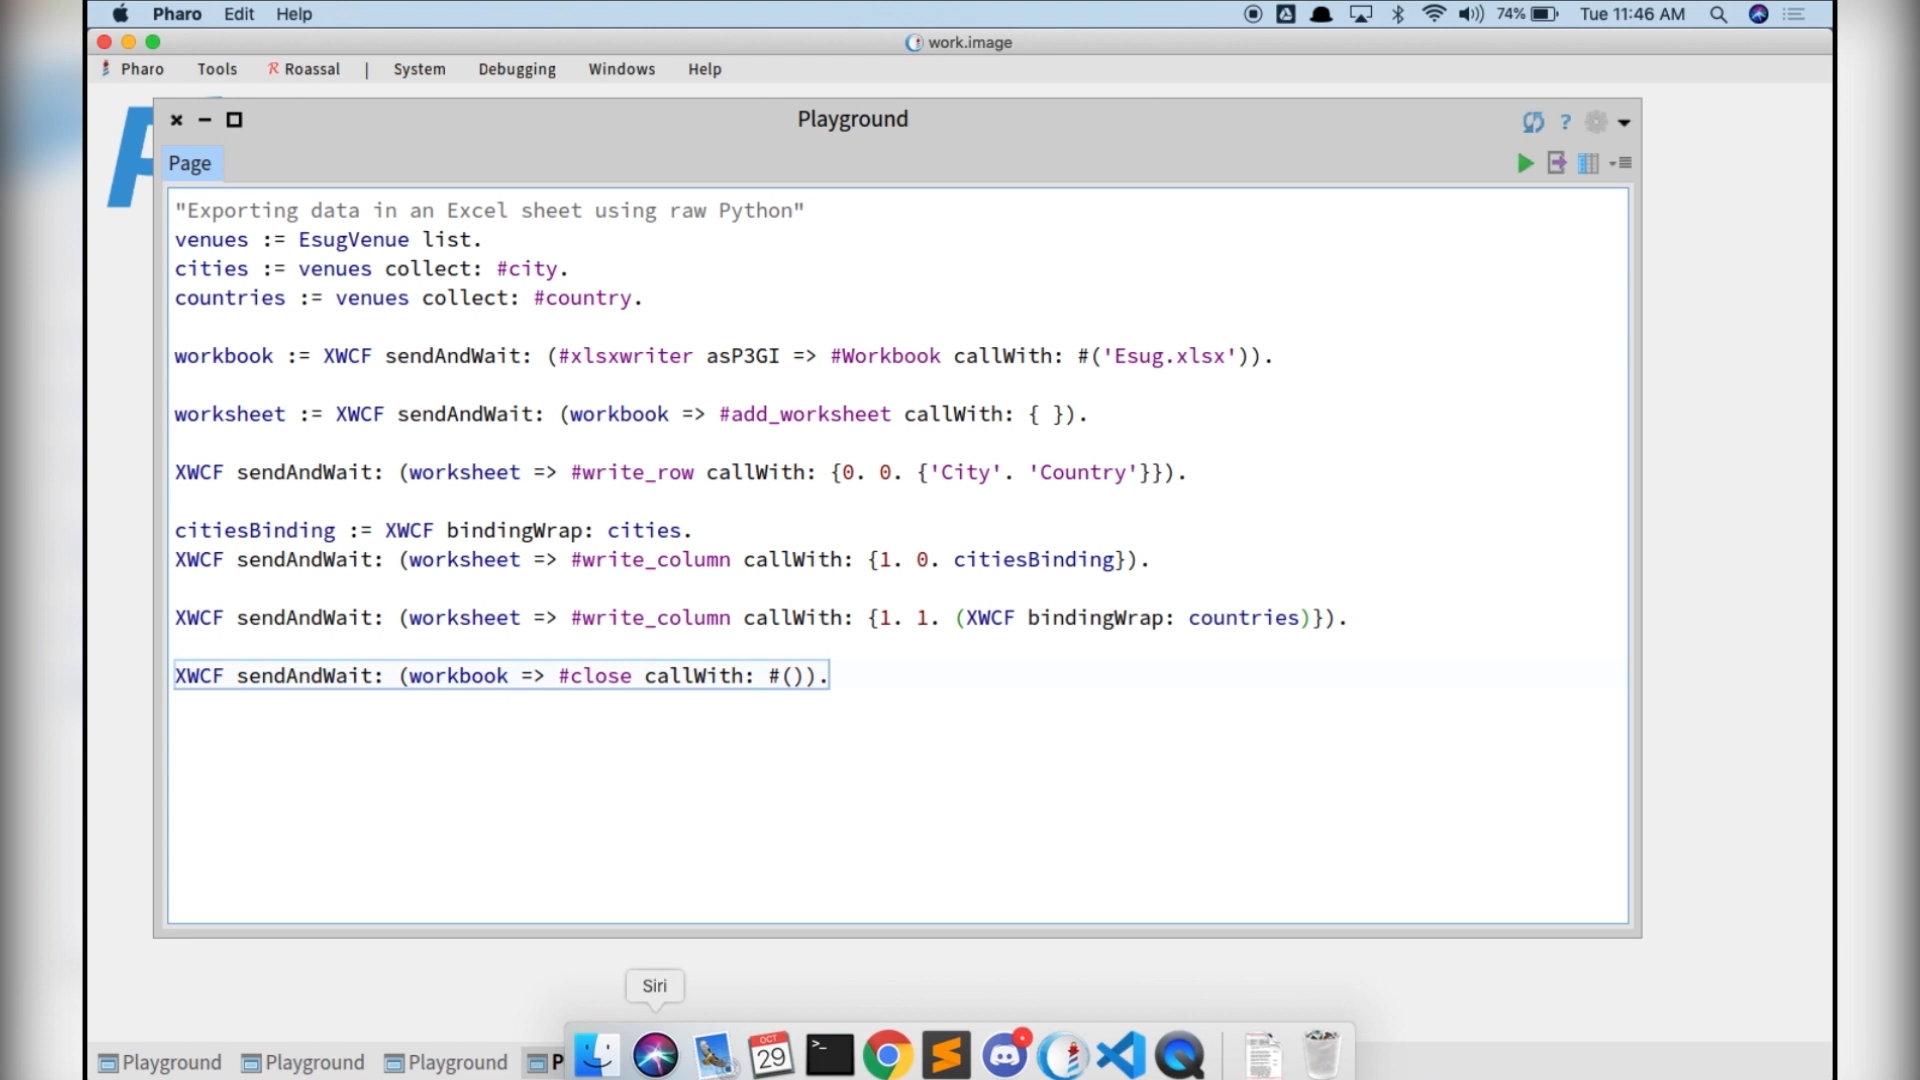 Pharo Edit Help 74% Tue 11:46 AM
work.image
Pharo Tools Roassal | System Debugging Windows Help
Playground
Page
"Exporting data in an Excel sheet using raw Python"
venues := EsugVenue list.
cities := venues collect: #city.
countries := venues collect: #country.
workbook := XWCF sendAndWait: (#xlsxwriter asP3GI => #Workbook callWith: #('Esug.xlsx')).
worksheet := XWCF sendAndWait: (workbook => #add_worksheet callWith: { }).
XWCF sendAndWait: (worksheet => #write_row callWith: {0. 0. {'City'. 'Country'}}).
citiesBinding := XWCF bindingWrap: cities.
XWCF sendAndWait: (worksheet => #write_column callWith: {1. 0. citiesBinding}).
XWCF sendAndWait: (worksheet => #write_column callWith: {1. 1. (XWCF bindingWrap: countries)}).
XWCF sendAndWait: (workbook => #close callWith: #()).
Siri
OCT
29
Playground Playground Playground P